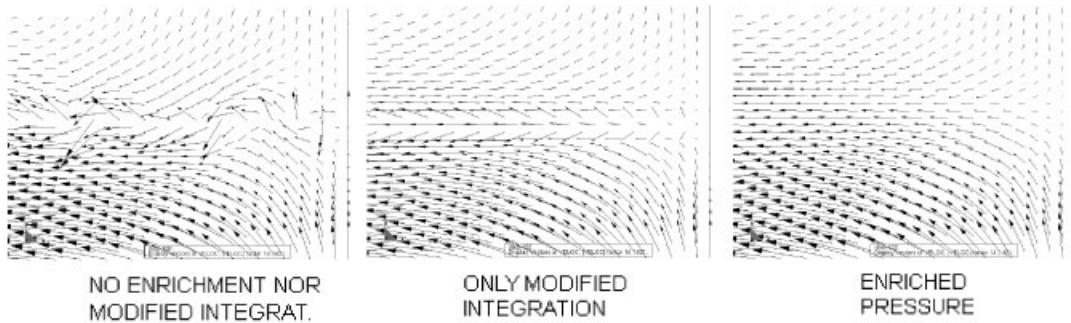 NO ENRICHMENT NOR
MODIFIED INTEGRAT.
ONLY MODIFIED
INTEGRATION
ENRICHED
PRESSURE